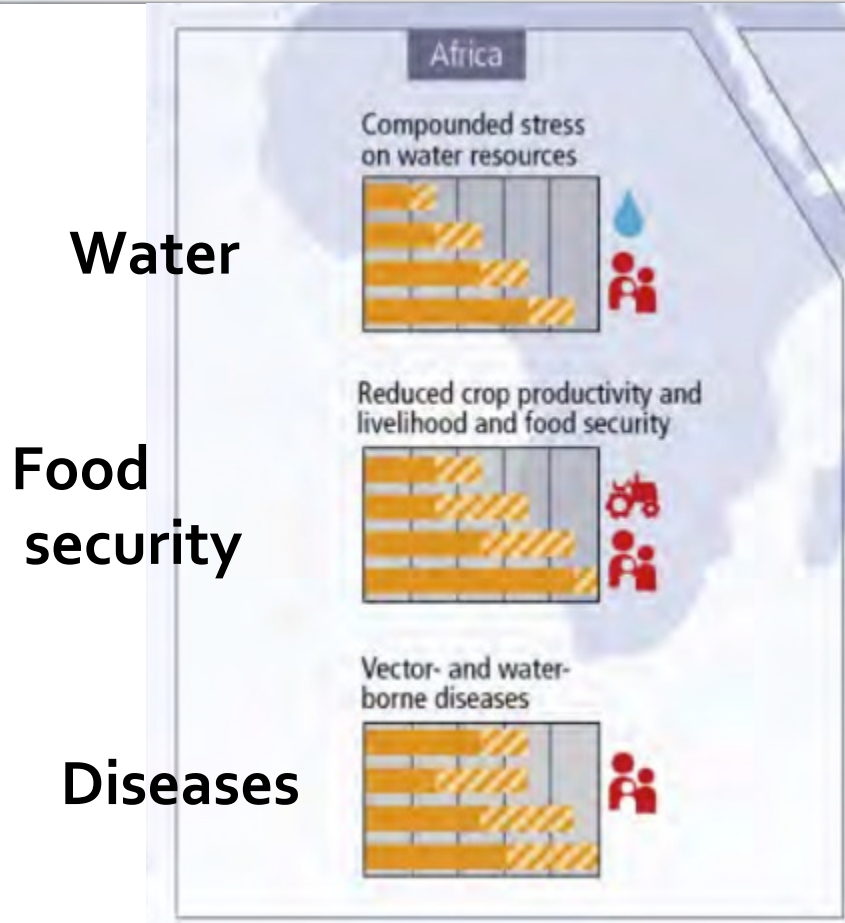 Africa
Compounded stress
on water resources
Water
Reduced crop productivity and
livelihood and food security
Food
security
Vector- and water-
borne diseases
Diseases